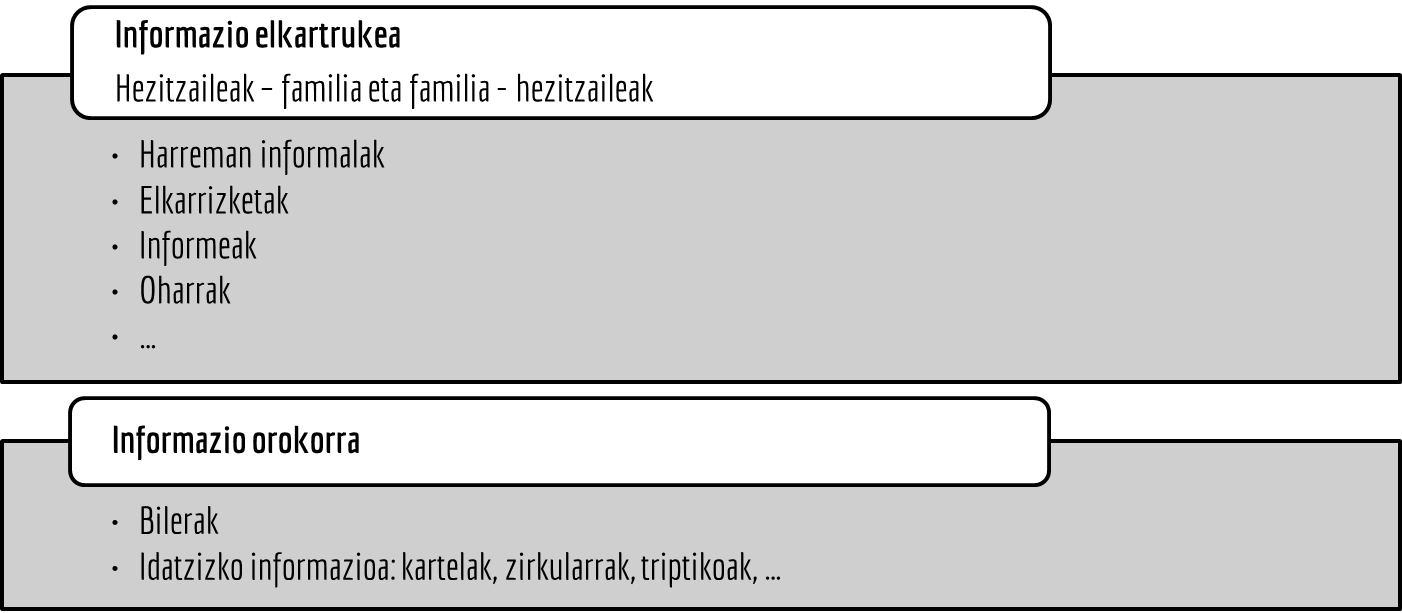 Informazio elkartrukea
Hezitzaileak – familia eta familia - hezitzaileak
• Harreman informalak
• Elkarrizketak
• Informeak
• Oharrak
• ...
Informazio orokorra
• Bilerak
• Idatzizko informazioa: kartelak, zirkularrak, triptikoak, ...